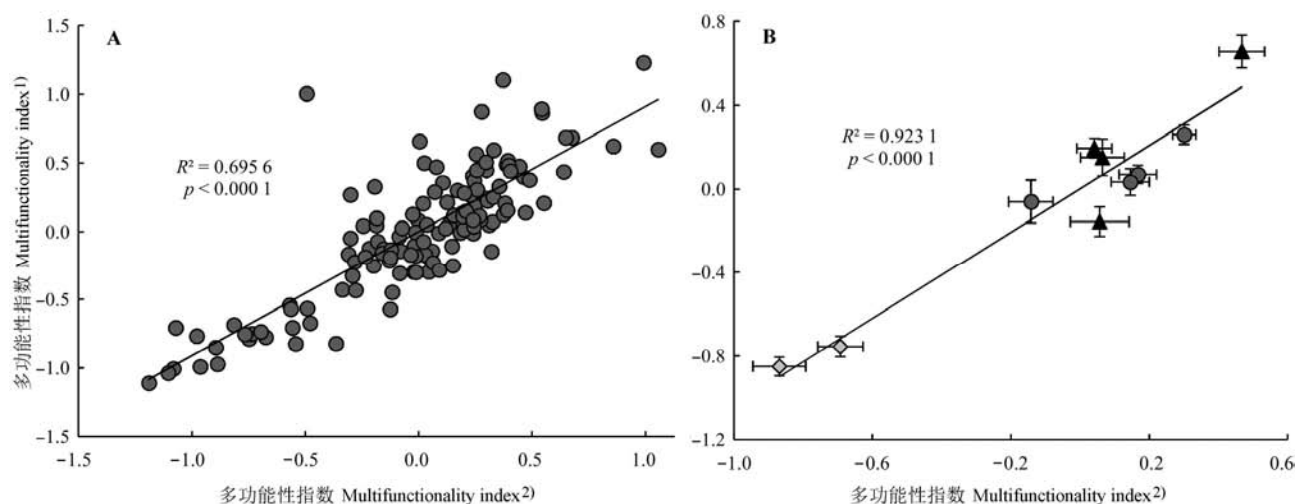 A
R² = 0.695 6
p < 0.000 1
多功能性指数 Multifunctionality index1)
1.5
1.0
0.5
0.0
−0.5
−1.0
−1.5
−1.5
−1.0
−0.5
0.0
0.5
1.0
多功能性指数 Multifunctionality index2)
B
R² = 0.923 1
p < 0.000 1
0.8
0.4
0.0
−0.4
−0.8
−1.2
−1.0
−0.6
−0.2
0.2
0.6
多功能性指数 Multifunctionality index2)